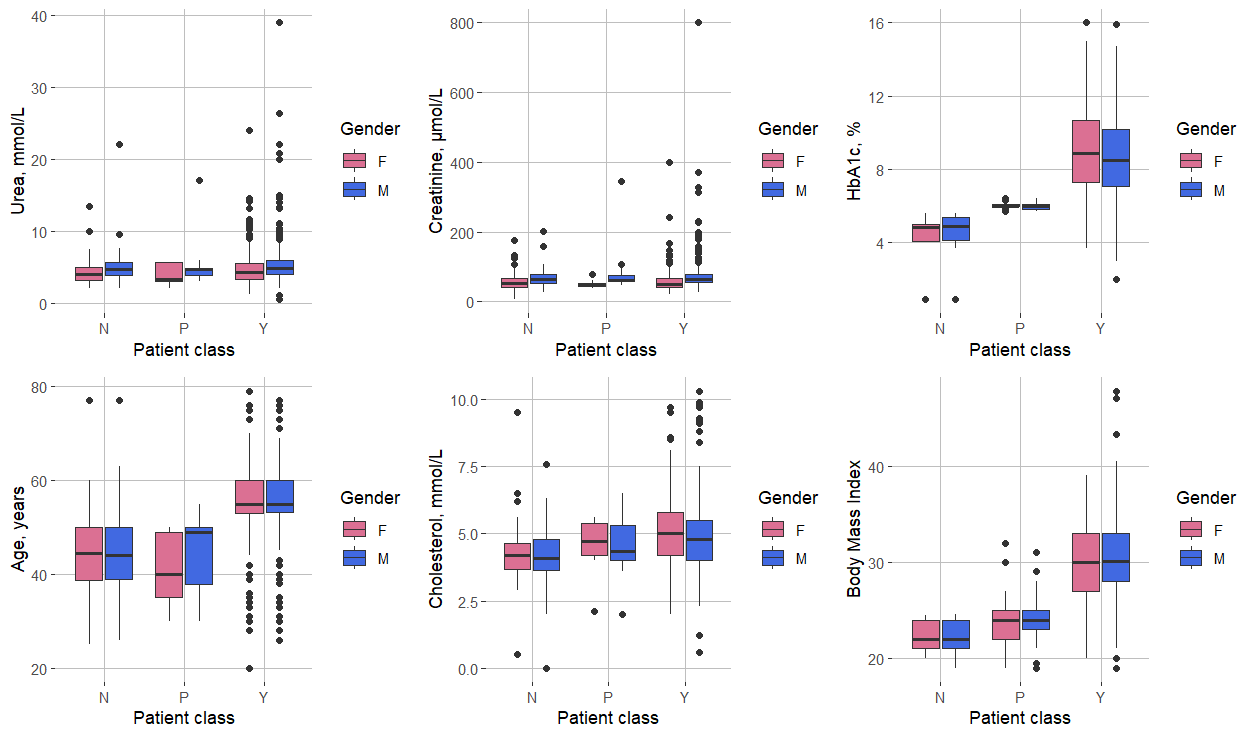 Urea, mmol/L
40
30
20
10
0
N P Y
Patient class
Gender
F
M
Creatinine, µmol/L
800
600
400
200
0
N P Y
Patient class
Gender
F
M
HbA1c, %
16
12
8
4
N P Y
Patient class
Gender
F
M
Age, years
80
60
40
20
N P Y
Patient class
Gender
F
M
Cholesterol, mmol/L
10.0
7.5
5.0
2.5
0.0
N P Y
Patient class
Gender
F
M
Body Mass Index
40
30
20
N P Y
Patient class
Gender
F
M